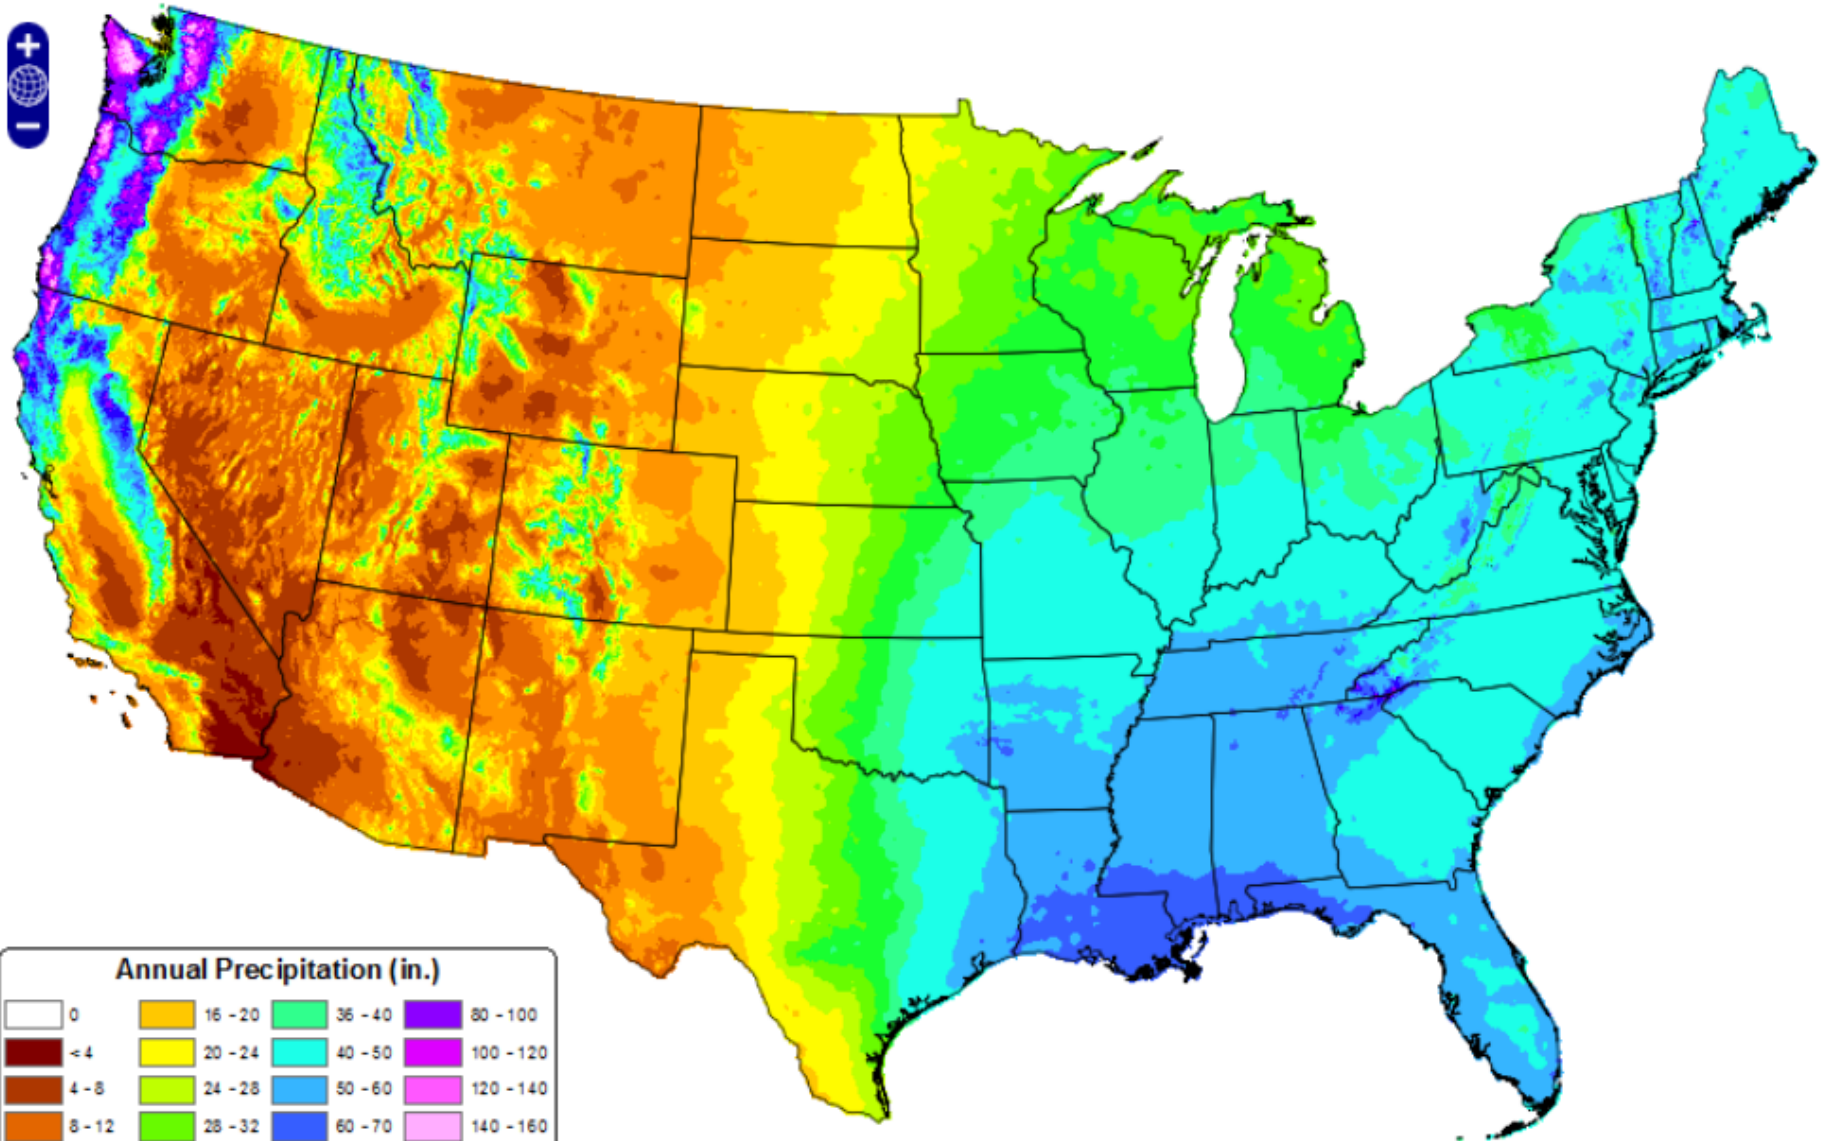 +
−
Annual Precipitation (in.)
0 16 - 20 36 - 40 80 - 100
< 4 20 - 24 40 - 50 100 - 120
4 - 8 24 - 28 50 - 60 120 - 140
8 - 12 28 - 32 60 - 70 140 - 160